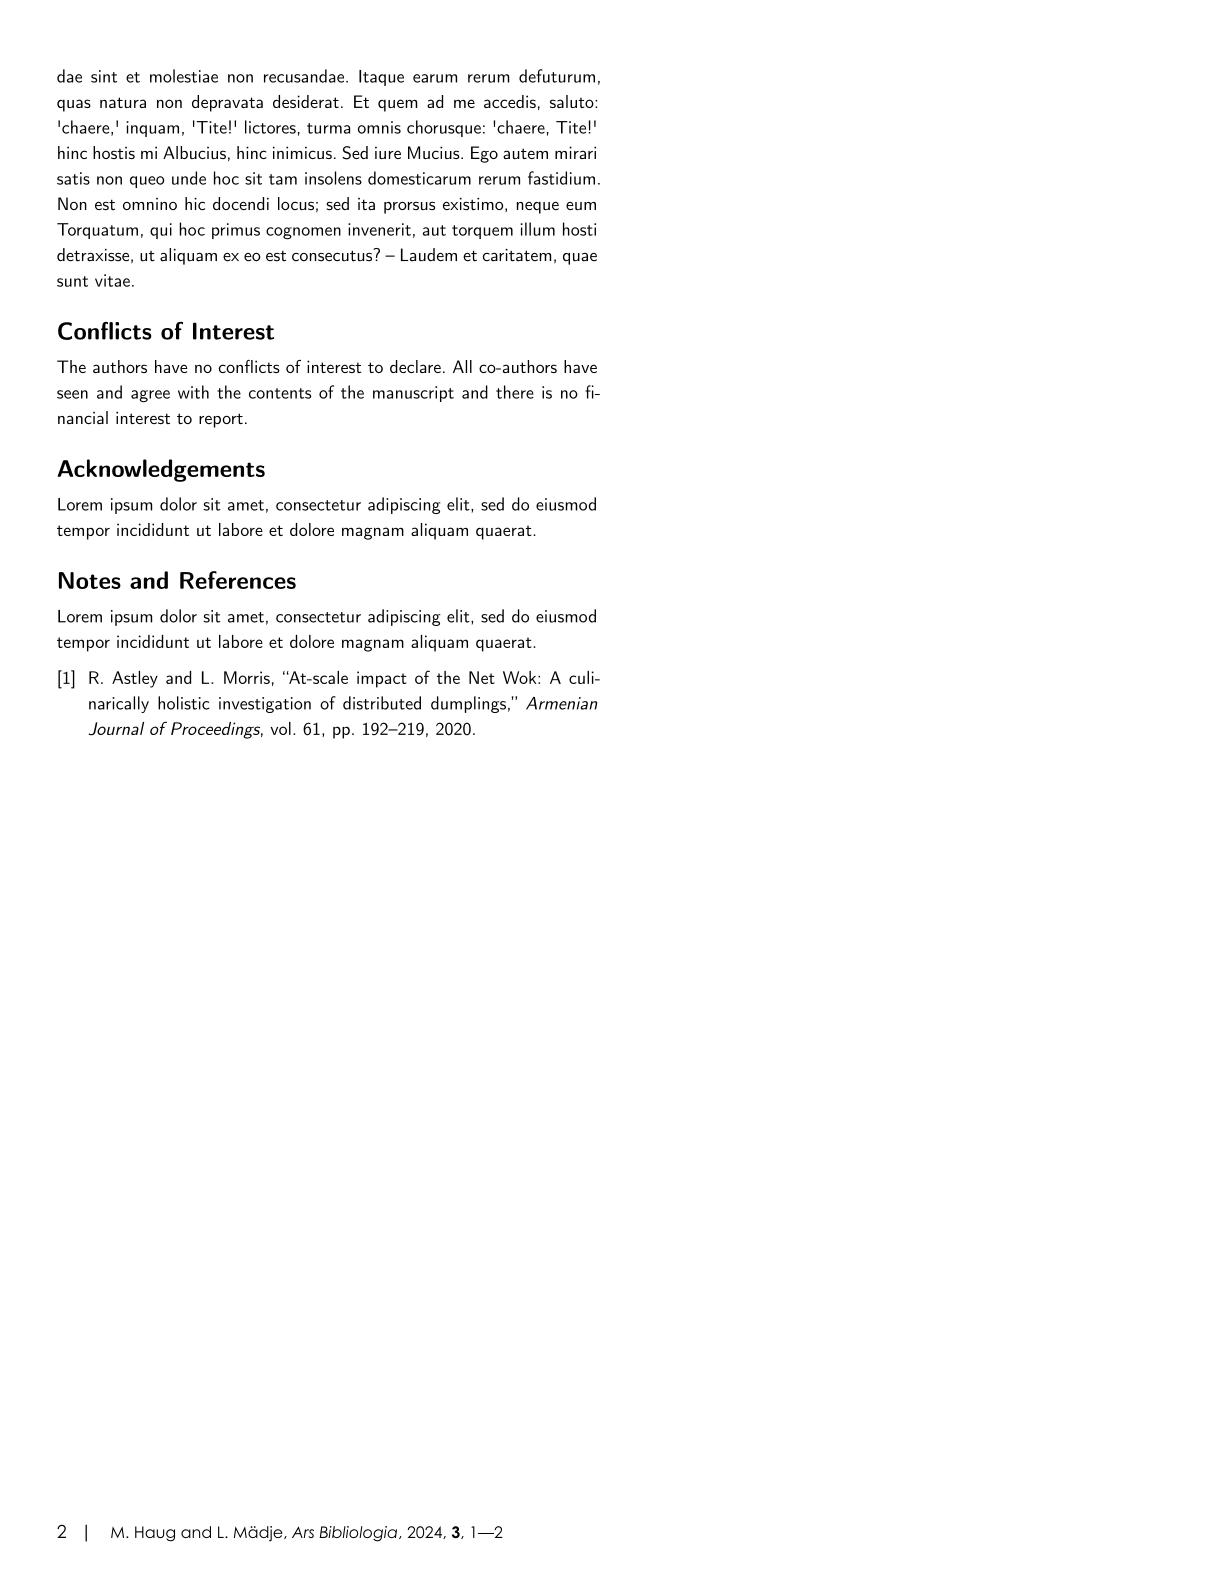 dae sint et molestiae non recusandae. Itaque earum rerum defuturum,
quas natura non depravata desiderat. Et quem ad me accedis, saluto:
'chaere,' inquam, 'Tite!' lictores, turma omnis chorusque: 'chaere, Tite!'
hinc hostis mi Albucius, hinc inimicus. Sed iure Mucius. Ego autem mirari
satis non queo unde hoc sit tam insolens domesticarum rerum fastidium.
Non est omnino hic docendi locus; sed ita prorsus existimo, neque eum
Torquatum, qui hoc primus cognomen invenerit, aut torquem illum hosti
detraxisse, ut aliquam ex eo est consecutus? – Laudem et caritatem, quae
sunt vitae.
Conflicts of Interest
The authors have no conflicts of interest to declare. All co-authors have
seen and agree with the contents of the manuscript and there is no fi-
nancial interest to report.
Acknowledgements
Lorem ipsum dolor sit amet, consectetur adipiscing elit, sed do eiusmod
tempor incididunt ut labore et dolore magnam aliquam quaerat.
Notes and References
Lorem ipsum dolor sit amet, consectetur adipiscing elit, sed do eiusmod
tempor incididunt ut labore et dolore magnam aliquam quaerat.
[1] R. Astley and L. Morris, “At-scale impact of the Net Wok: A culi-
narically holistic investigation of distributed dumplings,” Armenian
Journal of Proceedings, vol. 61, pp. 192–219, 2020.
2 | M. Haug and L. Mädje, Ars Bibliologia, 2024, 3, 1—2